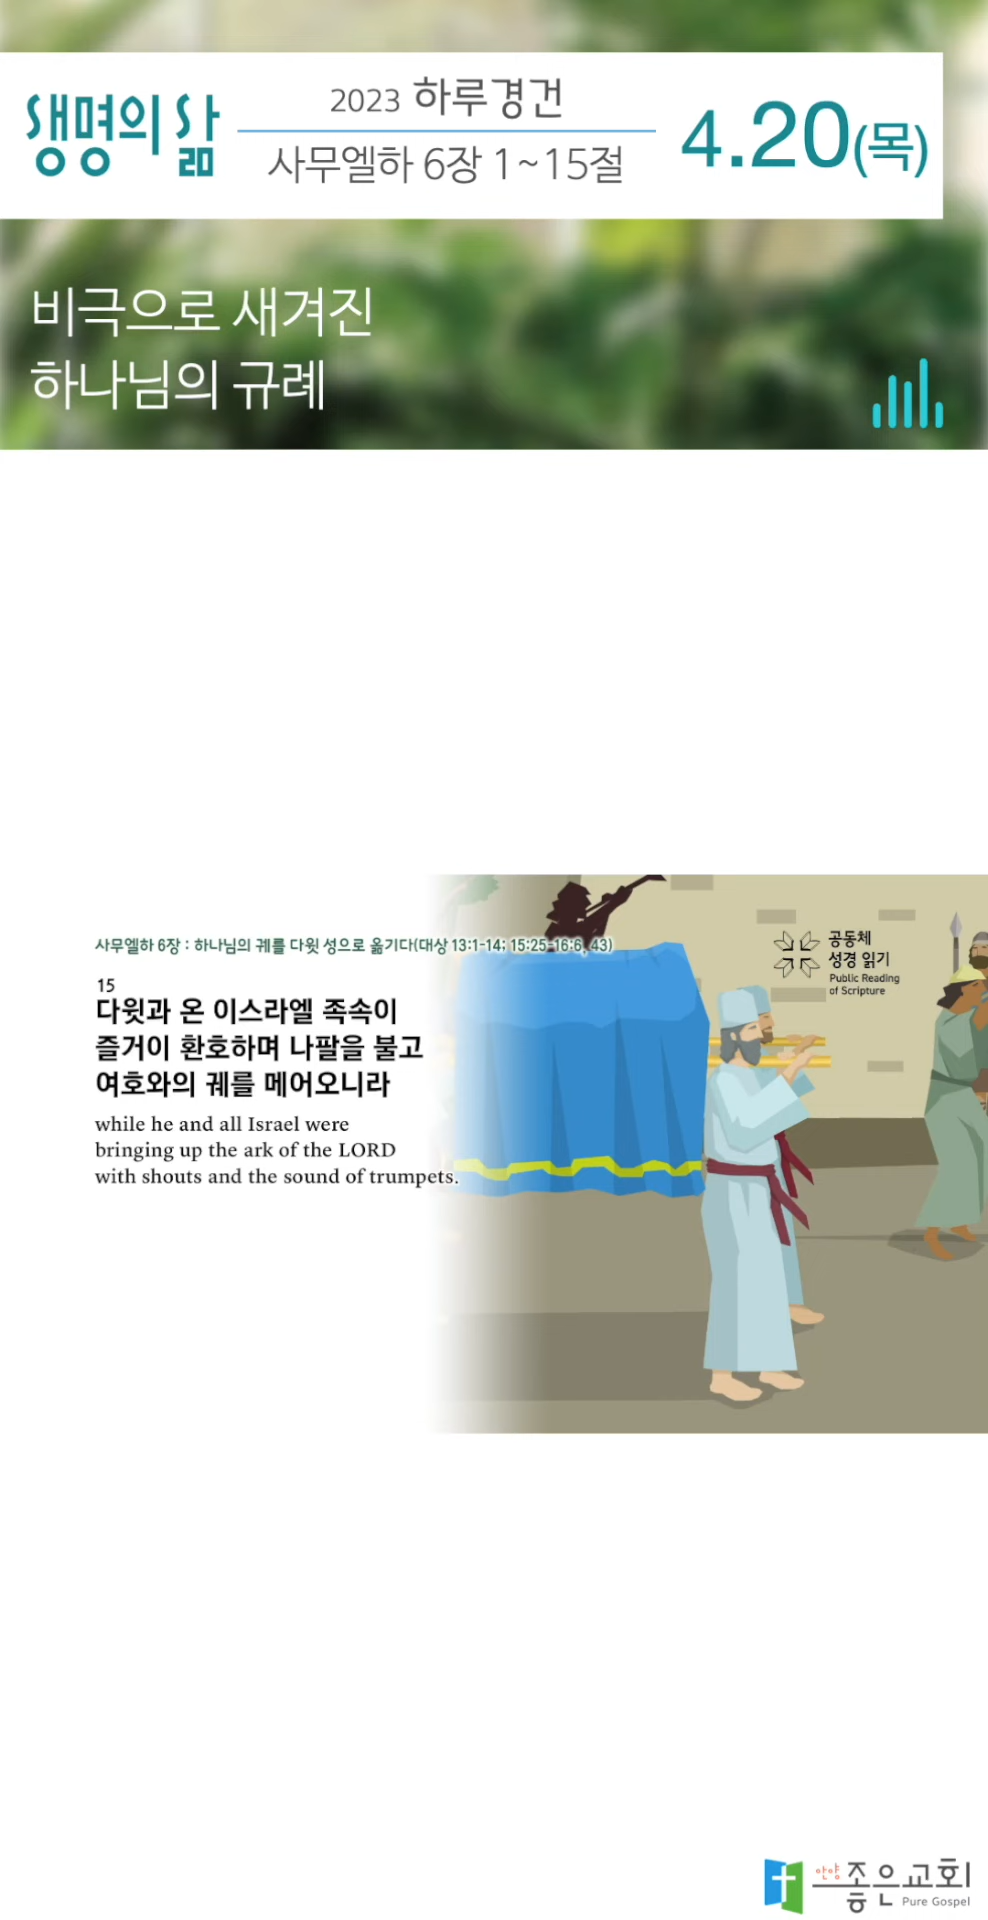 생명의 삶
2023 하루경건
사무엘하 6장 1~15절
4.20(목)
비극으로 새겨진
하나님의 규례
사무엘하 6장 : 하나님의 궤를 다윗 성으로 옮기다(대상 13:1-14; 15:25-16:6, 43)
공동체
성경 읽기
Public Reading
of Scripture
15
다윗과 온 이스라엘 족속이
즐거이 환호하며 나팔을 불고
여호와의 궤를 메어오니라
while he and all Israel were
bringing up the ark of the LORD
with shouts and the sound of trumpets.
안양 좋은교회
Pure Gospel